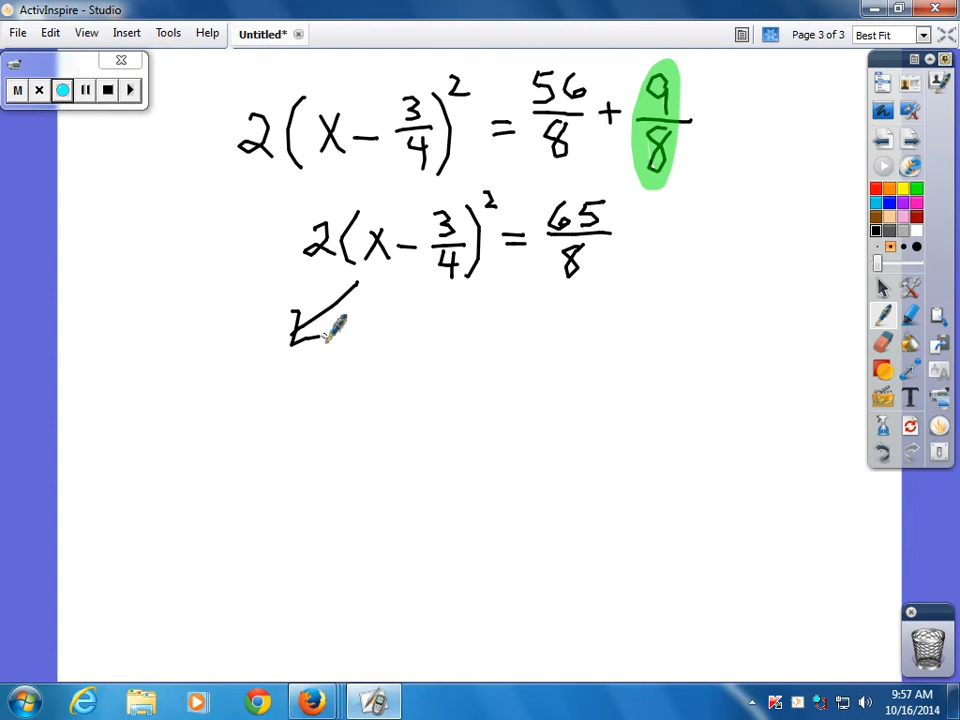 ActivInspire - Studio
File Edit View Insert Tools Help Untitled* Page 3 of 3 Best Fit
M
2(x - 3/4)² = 56/8 + 9/8
2(x - 3/4)² = 65/8
T
A
9:57 AM
10/16/2014